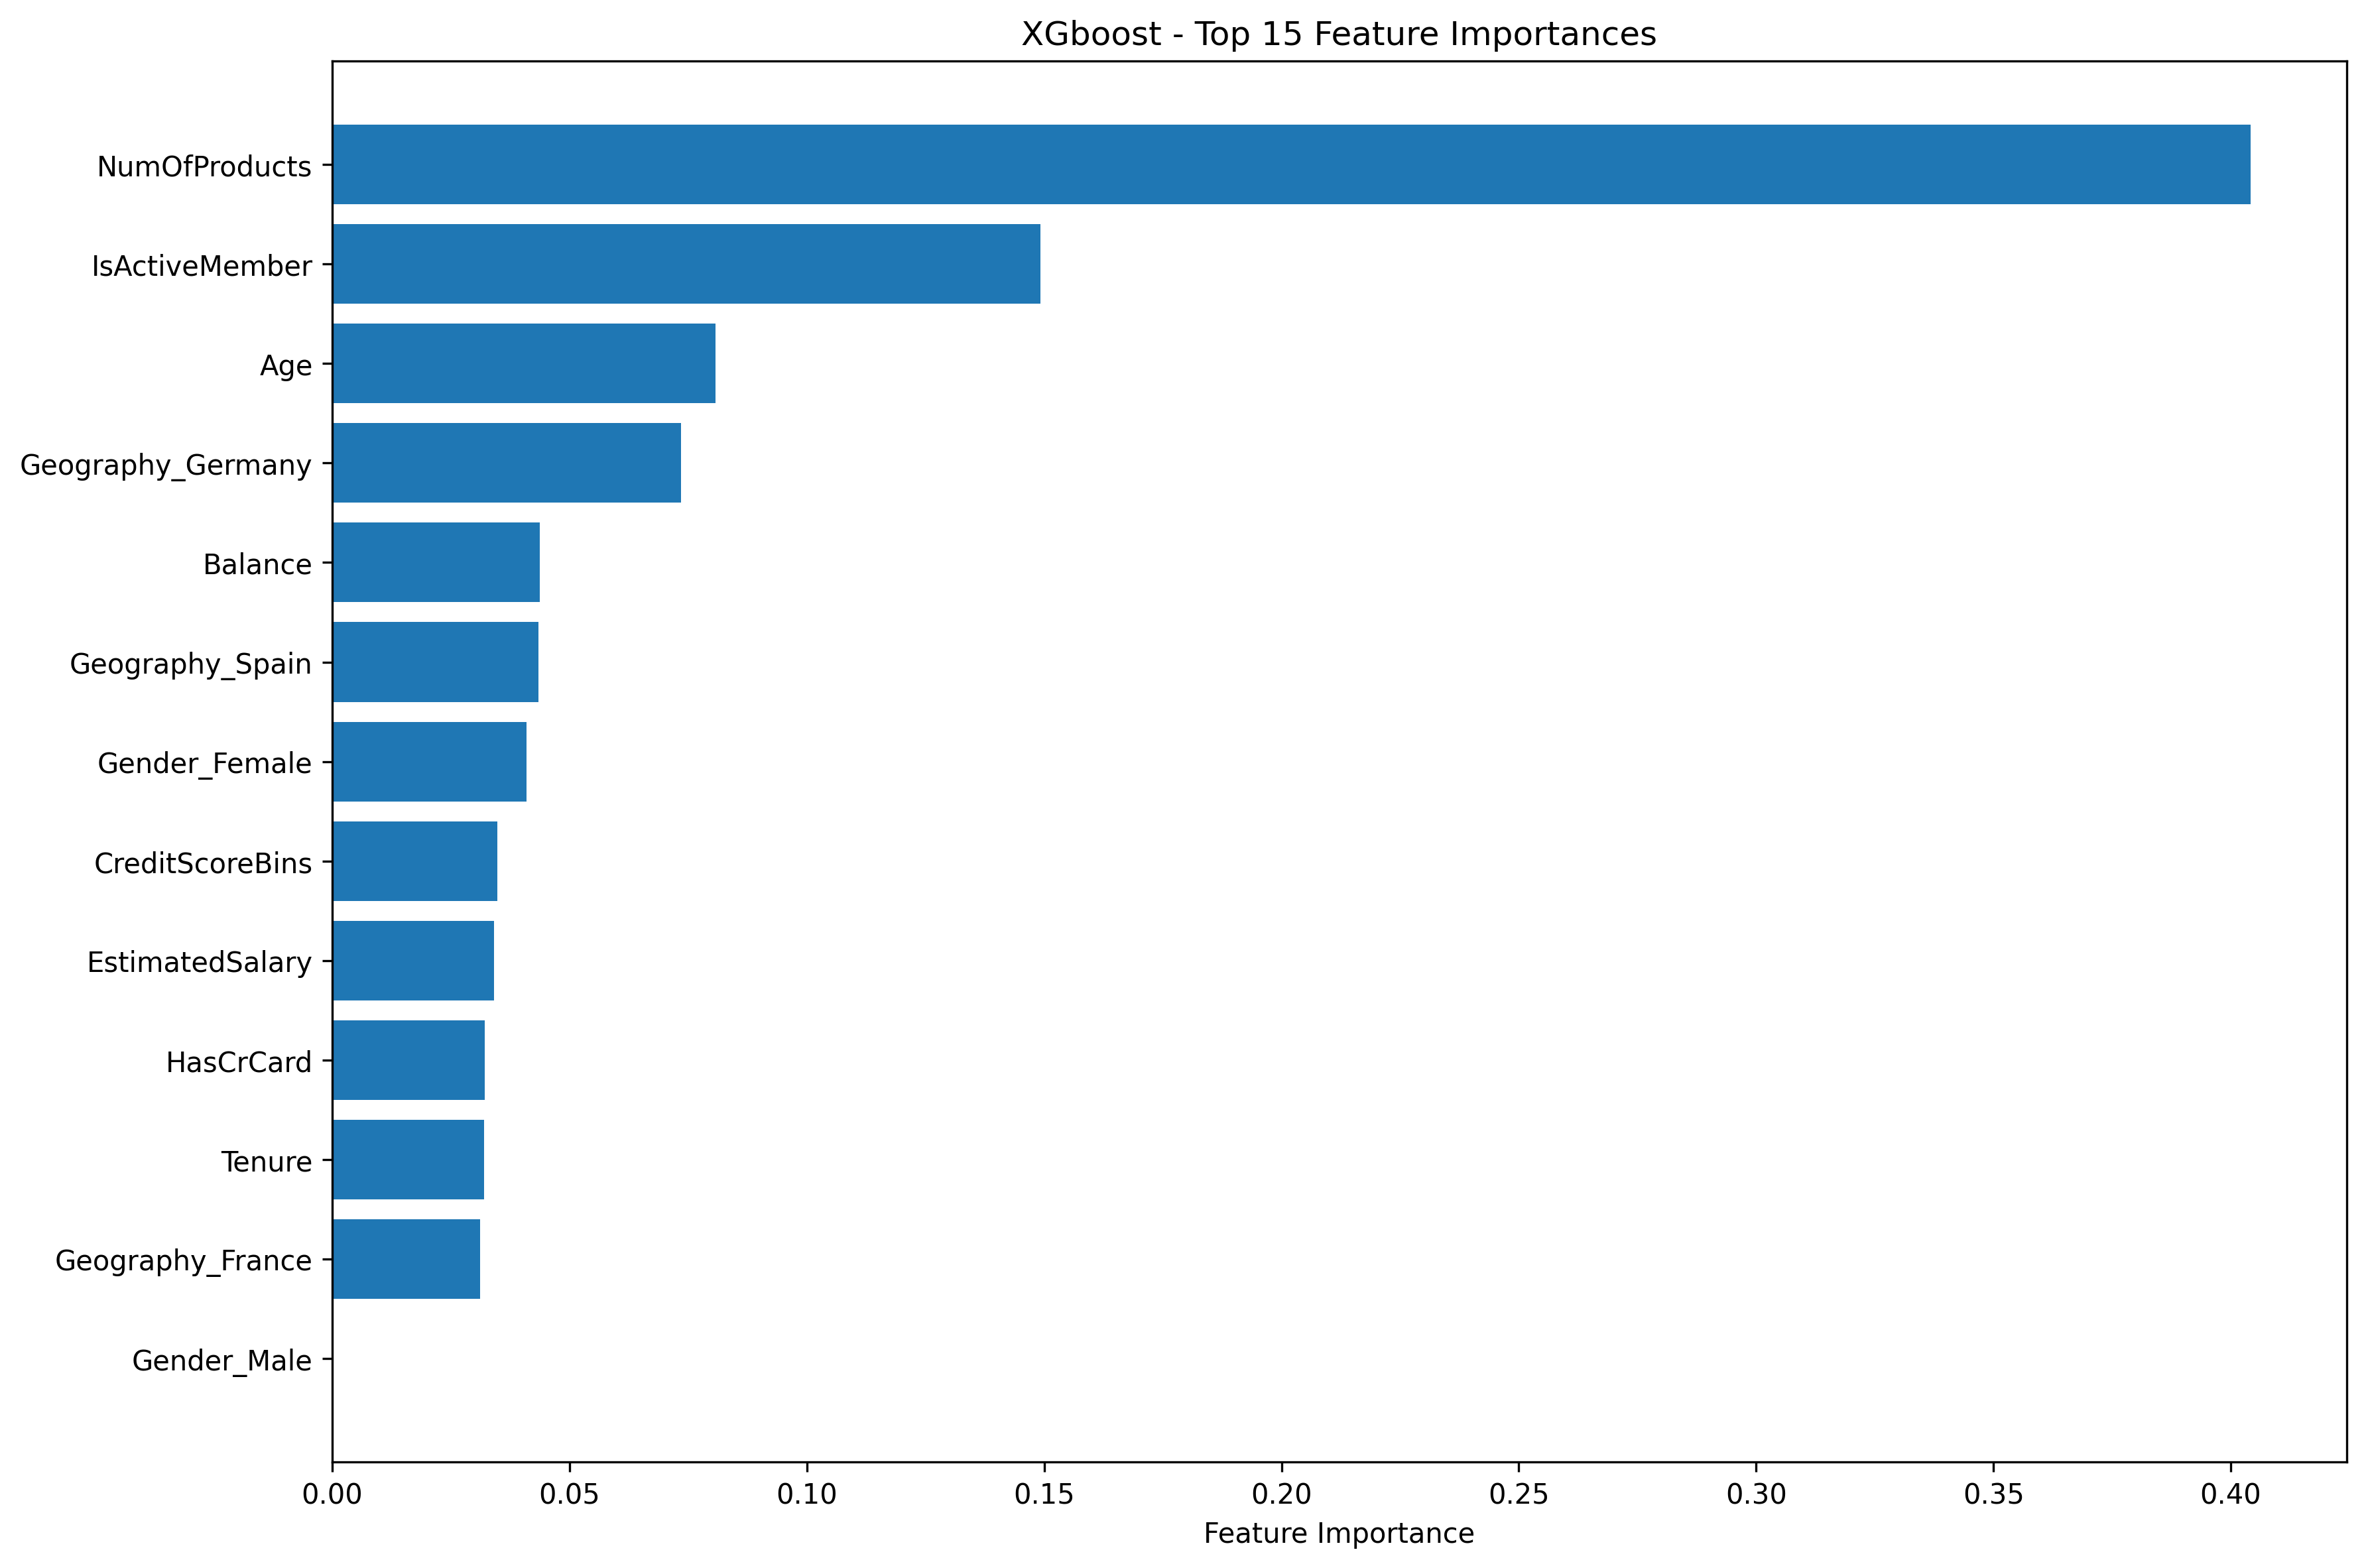 XGboost - Top 15 Feature Importances
NumOfProducts
IsActiveMember
Age
Geography_Germany
Balance
Geography_Spain
Gender_Female
CreditScoreBins
EstimatedSalary
HasCrCard
Tenure
Geography_France
Gender_Male
0.00 0.05 0.10 0.15 0.20 0.25 0.30 0.35 0.40
Feature Importance